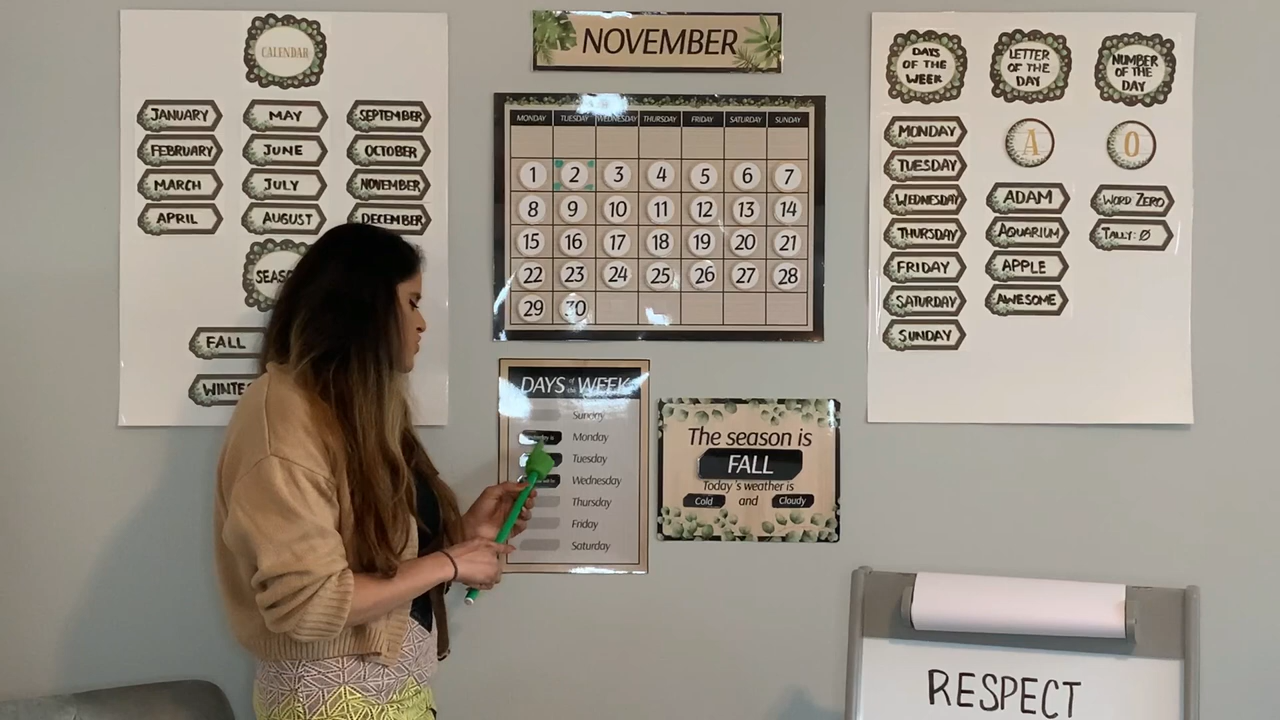 CALENDAR
JANUARY
FEBRUARY
MARCH
APRIL
MAY
JUNE
JULY
AUGUST
SEPTEMBER
OCTOBER
NOVEMBER
DECEMBER
FALL
NOVEMBER
MONDAY TUESDAY WEDNESDAY THURSDAY FRIDAY SATURDAY SUNDAY
1 2 3 4 5 6 7
8 9 10 11 12 13 14
15 16 17 18 19 20 21
22 23 24 25 26 27 28
29 30
DAYS of the WEEK
Sunday
Monday
Tuesday
Wednesday
Thursday
Friday
Saturday
The season is
FALL
Today's weather is
Cold and Cloudy
DAYS
OF THE
WEEK
MONDAY
TUESDAY
WEDNESDAY
THURSDAY
FRIDAY
SATURDAY
SUNDAY
LETTER
OF THE
DAY
A
ADAM
AQUARIUM
APPLE
AWESOME
NUMBER
OF THE
DAY
0
WORD ZERO
TALLY: Ø
RESPECT